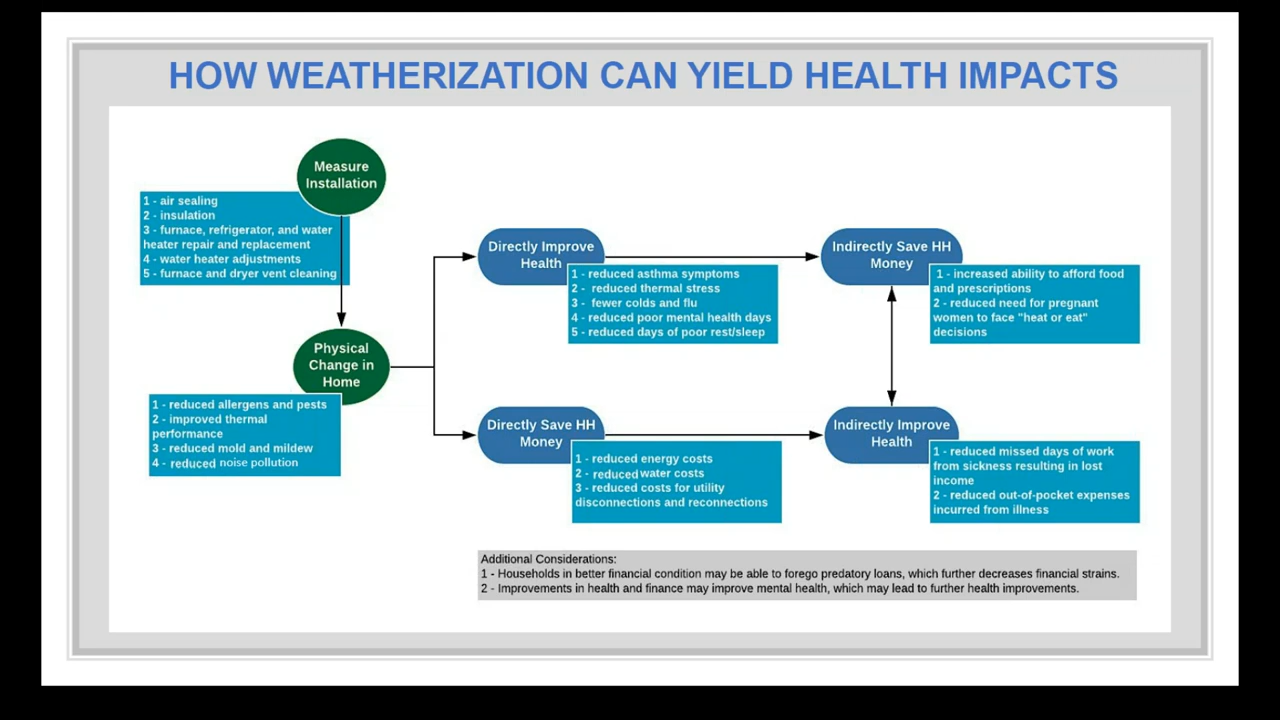 HOW WEATHERIZATION CAN YIELD HEALTH IMPACTS
Measure
Installation
1 - air sealing
2 - insulation
3 - furnace, refrigerator, and water
heater repair and replacement
4 - water heater adjustments
5 - furnace and dryer vent cleaning
Physical
Change in
Home
1 - reduced allergens and pests
2 - improved thermal
performance
3 - reduced mold and mildew
4 - reduced noise pollution
Directly Improve
Health
1 - reduced asthma symptoms
2 - reduced thermal stress
3 - fewer colds and flu
4 - reduced poor mental health days
5 - reduced days of poor rest/sleep
Indirectly Save HH
Money
1 - increased ability to afford food
and prescriptions
2 - reduced need for pregnant
women to face "heat or eat"
decisions
Directly Save HH
Money
1 - reduced energy costs
2 - reduced water costs
3 - reduced costs for utility
disconnections and reconnections
Indirectly Improve
Health
1 - reduced missed days of work
from sickness resulting in lost
income
2 - reduced out-of-pocket expenses
incurred from illness
Additional Considerations:
1 - Households in better financial condition may be able to forego predatory loans, which further decreases financial strains.
2 - Improvements in health and finance may improve mental health, which may lead to further health improvements.